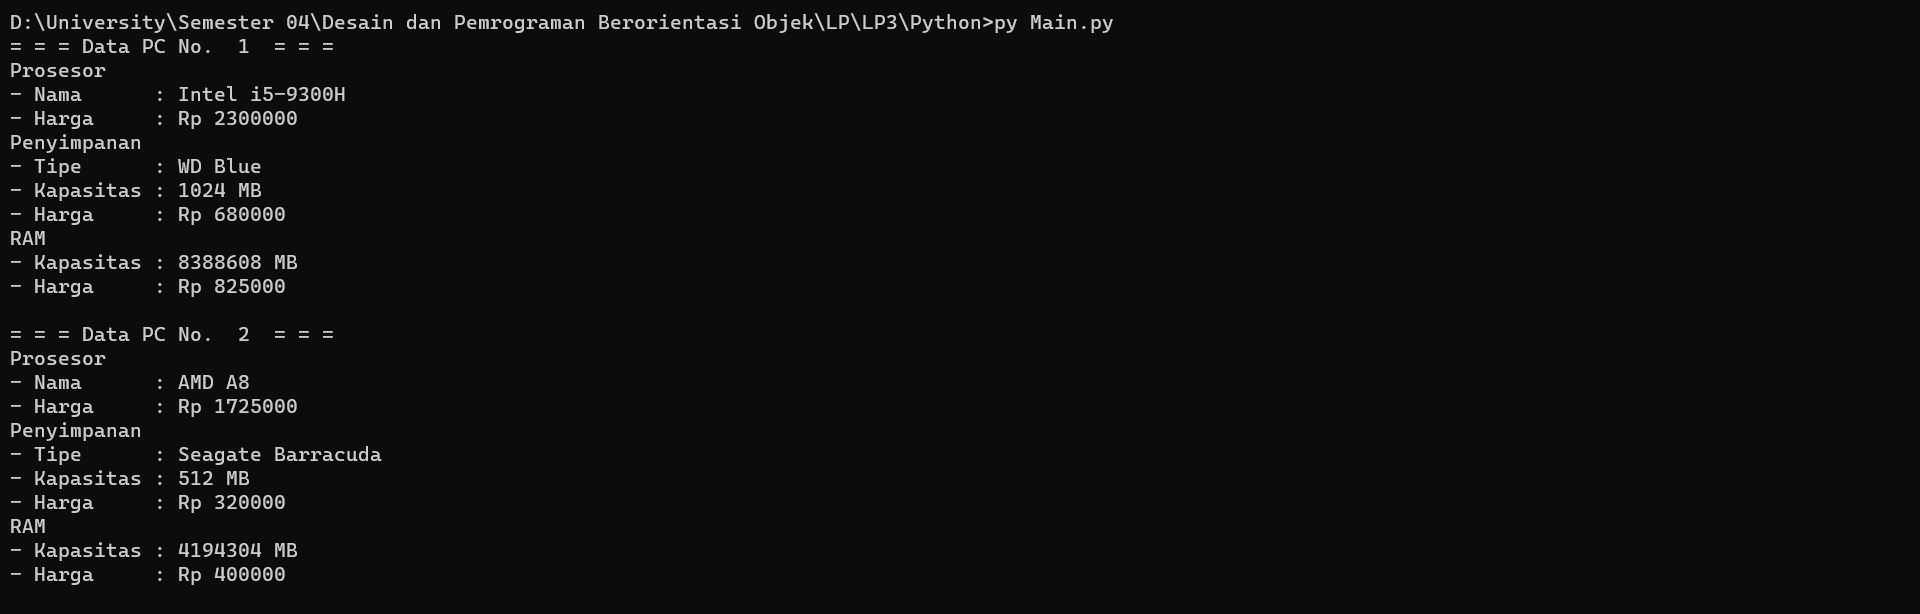 D:\University\Semester 04\Desain dan Pemrograman Berorientasi Objek\LP\LP3\Python>py Main.py
= = = Data PC No.  1  = = =
Prosesor
- Nama      : Intel i5-9300H
- Harga     : Rp 2300000
Penyimpanan
- Tipe      : WD Blue
- Kapasitas : 1024 MB
- Harga     : Rp 680000
RAM
- Kapasitas : 8388608 MB
- Harga     : Rp 825000

= = = Data PC No.  2  = = =
Prosesor
- Nama      : AMD A8
- Harga     : Rp 1725000
Penyimpanan
- Tipe      : Seagate Barracuda
- Kapasitas : 512 MB
- Harga     : Rp 320000
RAM
- Kapasitas : 4194304 MB
- Harga     : Rp 400000